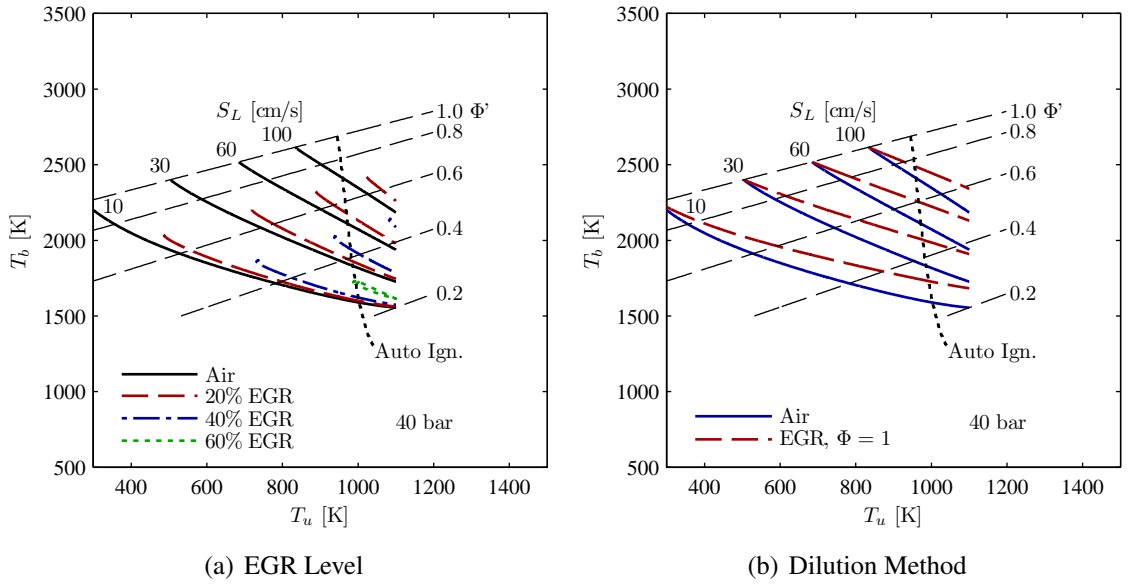 3500
3000
2500
2000
1500
1000
500
T_b [K]
400 600 800 1000 1200 1400
T_u [K]
S_L [cm/s]
10
30
60
100
1.0 Φ'
0.8
0.6
0.4
0.2
Auto Ign.
Air
20% EGR
40% EGR
60% EGR
40 bar
(a) EGR Level
3500
3000
2500
2000
1500
1000
500
T_b [K]
400 600 800 1000 1200 1400
T_u [K]
S_L [cm/s]
10
30
60
100
1.0 Φ'
0.8
0.6
0.4
0.2
Auto Ign.
Air
EGR, Φ = 1
40 bar
(b) Dilution Method